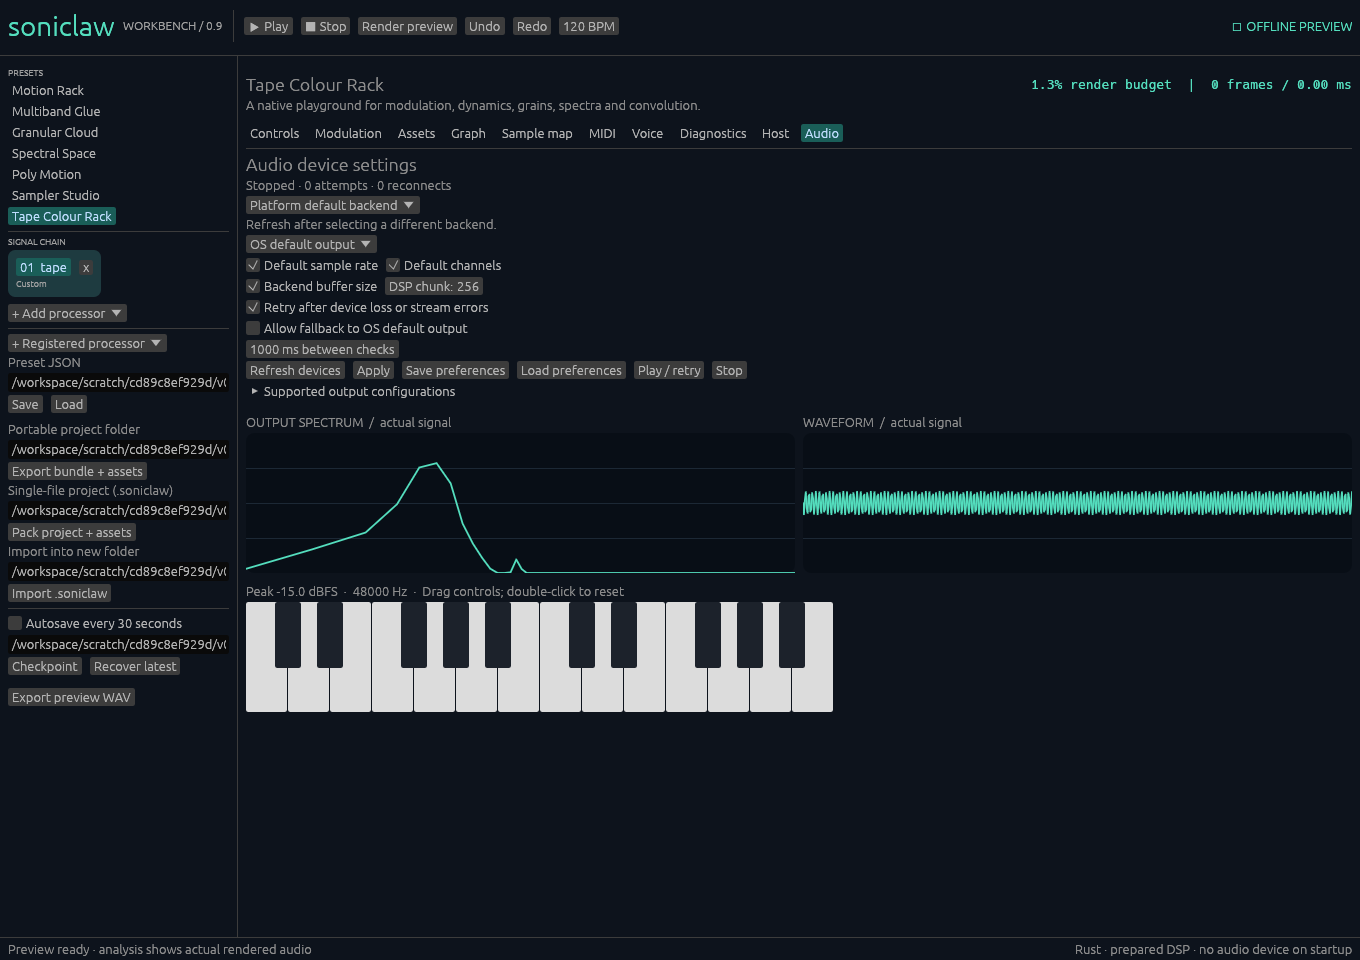 soniclaw WORKBENCH / 0.9 ▶ Play ■ Stop Render preview Undo Redo 120 BPM □ OFFLINE PREVIEW
PRESETS
Motion Rack
Multiband Glue
Granular Cloud
Spectral Space
Poly Motion
Sampler Studio
Tape Colour Rack
SIGNAL CHAIN
01 tape x
Custom
+ Add processor ▼
+ Registered processor ▼
Preset JSON
/workspace/scratch/cd89c8ef929d/v
Save Load
Portable project folder
/workspace/scratch/cd89c8ef929d/v
Export bundle + assets
Single-file project (.soniclaw)
/workspace/scratch/cd89c8ef929d/v
Pack project + assets
Import into new folder
/workspace/scratch/cd89c8ef929d/v
Import .soniclaw
Autosave every 30 seconds
/workspace/scratch/cd89c8ef929d/v
Checkpoint Recover latest
Export preview WAV
Tape Colour Rack 1.3% render budget | 0 frames / 0.00 ms
A native playground for modulation, dynamics, grains, spectra and convolution.
Controls Modulation Assets Graph Sample map MIDI Voice Diagnostics Host Audio
Audio device settings
Stopped · 0 attempts · 0 reconnects
Platform default backend ▼
Refresh after selecting a different backend.
OS default output ▼
Default sample rate Default channels
Backend buffer size DSP chunk: 256
Retry after device loss or stream errors
Allow fallback to OS default output
1000 ms between checks
Refresh devices Apply Save preferences Load preferences Play / retry Stop
Supported output configurations
OUTPUT SPECTRUM / actual signal WAVEFORM / actual signal
Peak -15.0 dBFS · 48000 Hz · Drag controls; double-click to reset
Preview ready · analysis shows actual rendered audio Rust · prepared DSP · no audio device on startup